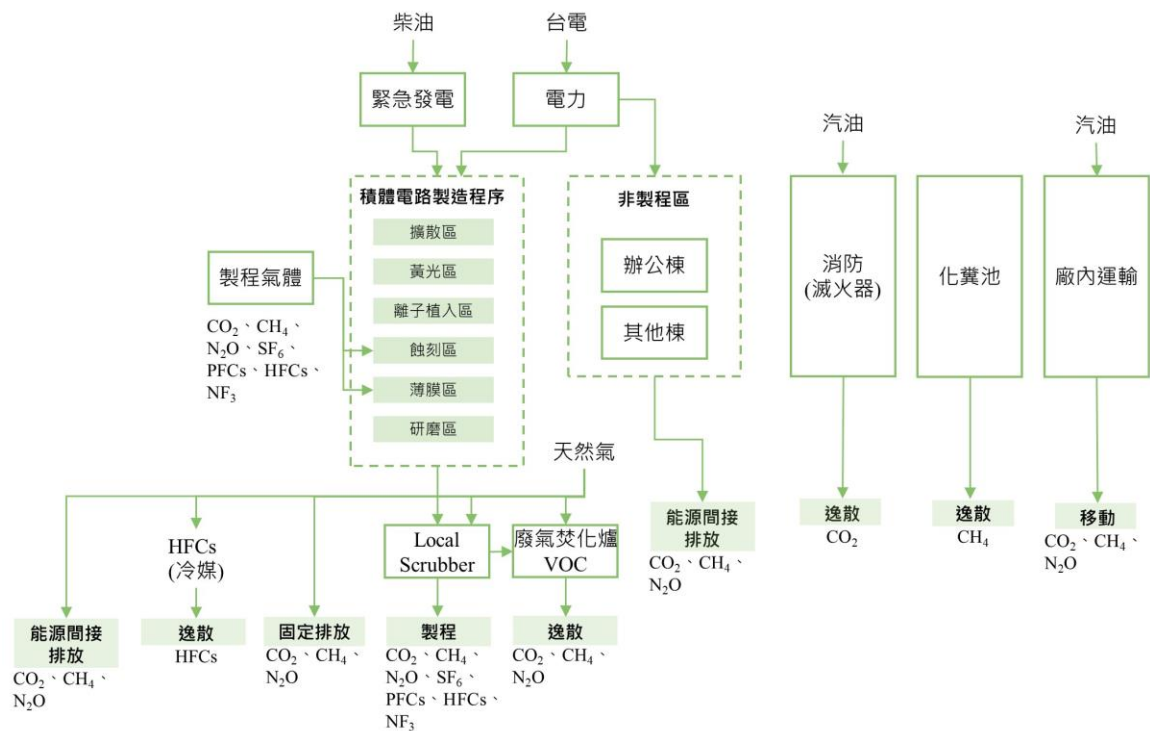 柴油
台電
緊急發電
電力
汽油
汽油
積體電路製造程序
擴散區
黃光區
離子植入區
蝕刻區
薄膜區
研磨區
非製程區
辦公棟
其他棟
消防
(滅火器)
化糞池
廠內運輸
製程氣體
CO₂、CH₄、
N₂O、SF₆、
PFCs、HFCs、
NF₃
天然氣
HFCs
(冷媒)
Local
Scrubber
廢氣焚化爐
VOC
能源間接
排放
CO₂、CH₄、
N₂O
逸散
CO₂
逸散
CH₄
移動
CO₂、CH₄、
N₂O
能源間接
排放
CO₂、CH₄、
N₂O
逸散
HFCs
固定排放
CO₂、CH₄、
N₂O
製程
CO₂、CH₄、
N₂O、SF₆、
PFCs、HFCs、
NF₃
逸散
CO₂、CH₄、
N₂O